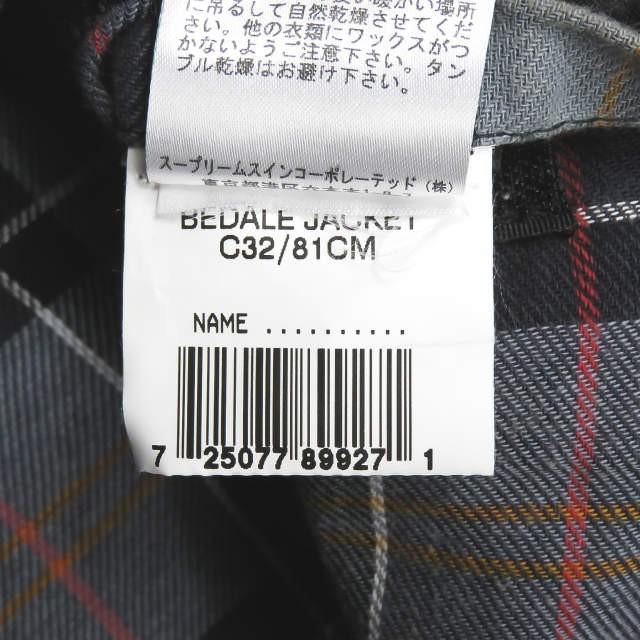 に吊るして自然乾燥させてくだ
さい。他の衣類にワックスがつ
かないようご注意下さい。タン
ブル乾燥はお避け下さい。
スープリームスインコーポレーテッド (株)
BEDALE JACKET
C32/81CM
NAME ...........
7 25077 89927 1